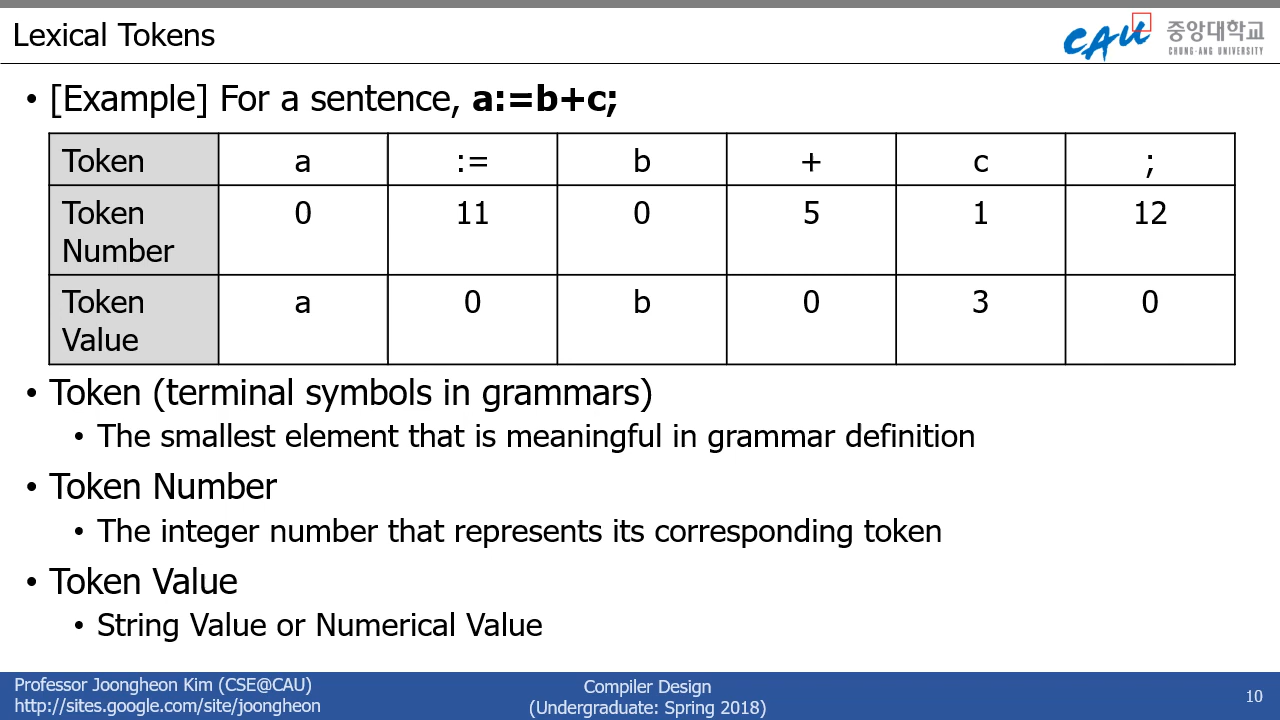 Lexical Tokens
CAU 중앙대학교
CHUNG-ANG UNIVERSITY
• [Example] For a sentence, a:=b+c;
Token a := b + c ;
Token Number 0 11 0 5 1 12
Token Value a 0 b 0 3 0
• Token (terminal symbols in grammars)
• The smallest element that is meaningful in grammar definition
• Token Number
• The integer number that represents its corresponding token
• Token Value
• String Value or Numerical Value
Professor Joongheon Kim (CSE@CAU)
http://sites.google.com/site/joongheon
Compiler Design
(Undergraduate: Spring 2018)
10